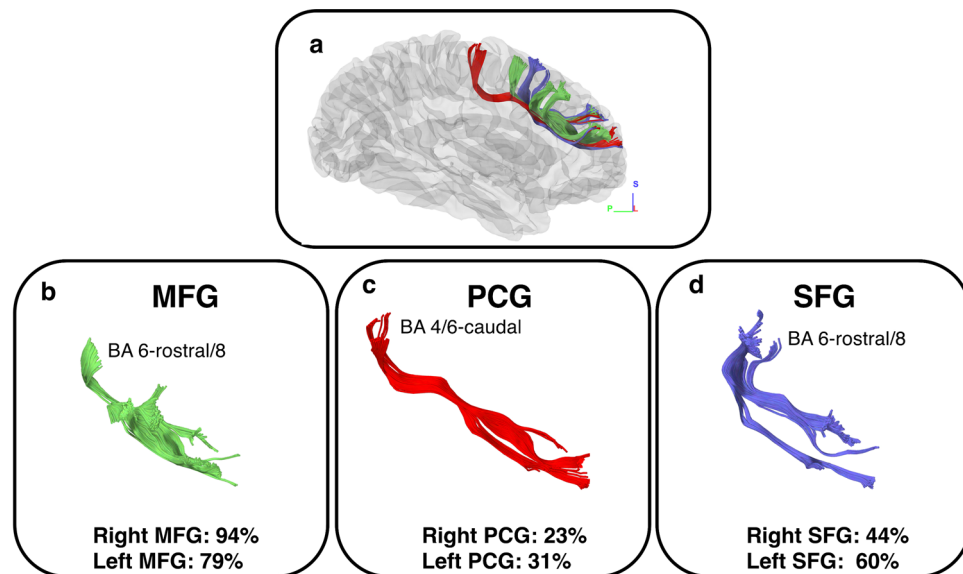 a
S
P
L
b
MFG
BA 6-rostral/8
Right MFG: 94%
Left MFG: 79%
c
PCG
BA 4/6-caudal
Right PCG: 23%
Left PCG: 31%
d
SFG
BA 6-rostral/8
Right SFG: 44%
Left SFG: 60%